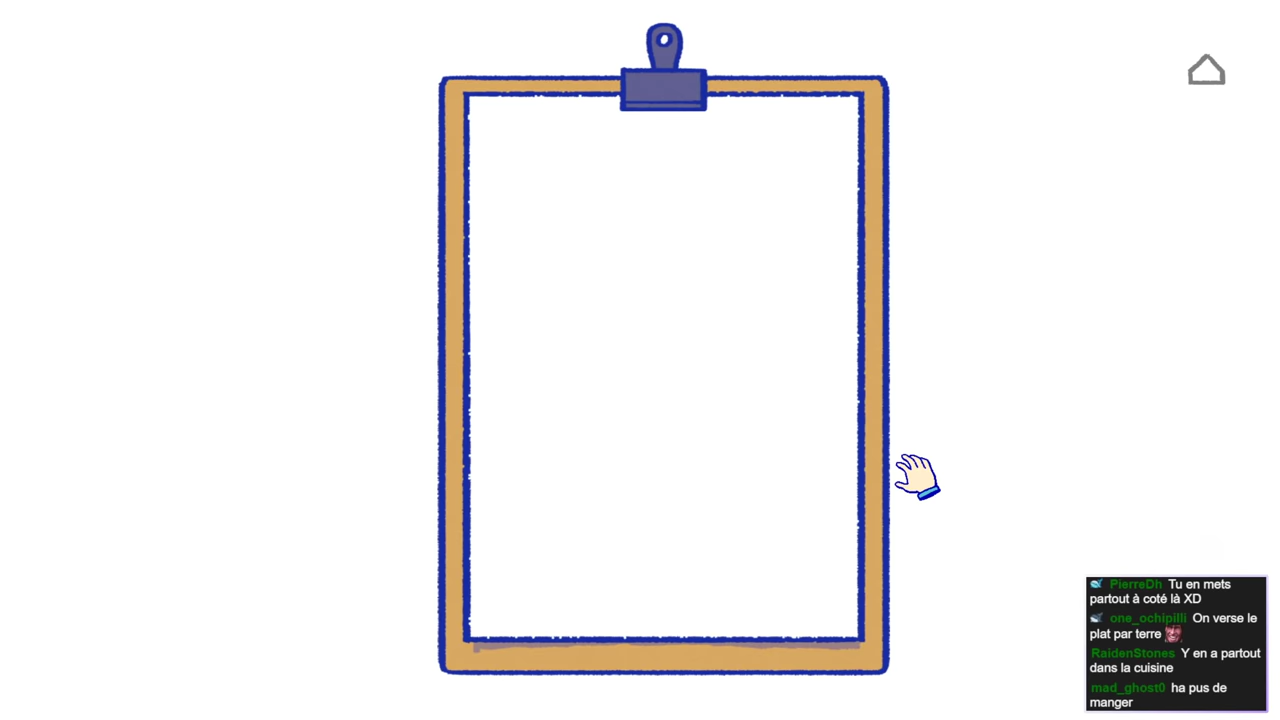 PierreDh Tu en mets
partout à coté là XD
one_ochipilli On verse le
plat par terre
RaidenStones Y en a partout
dans la cuisine
mad_ghost0 ha pus de
manger